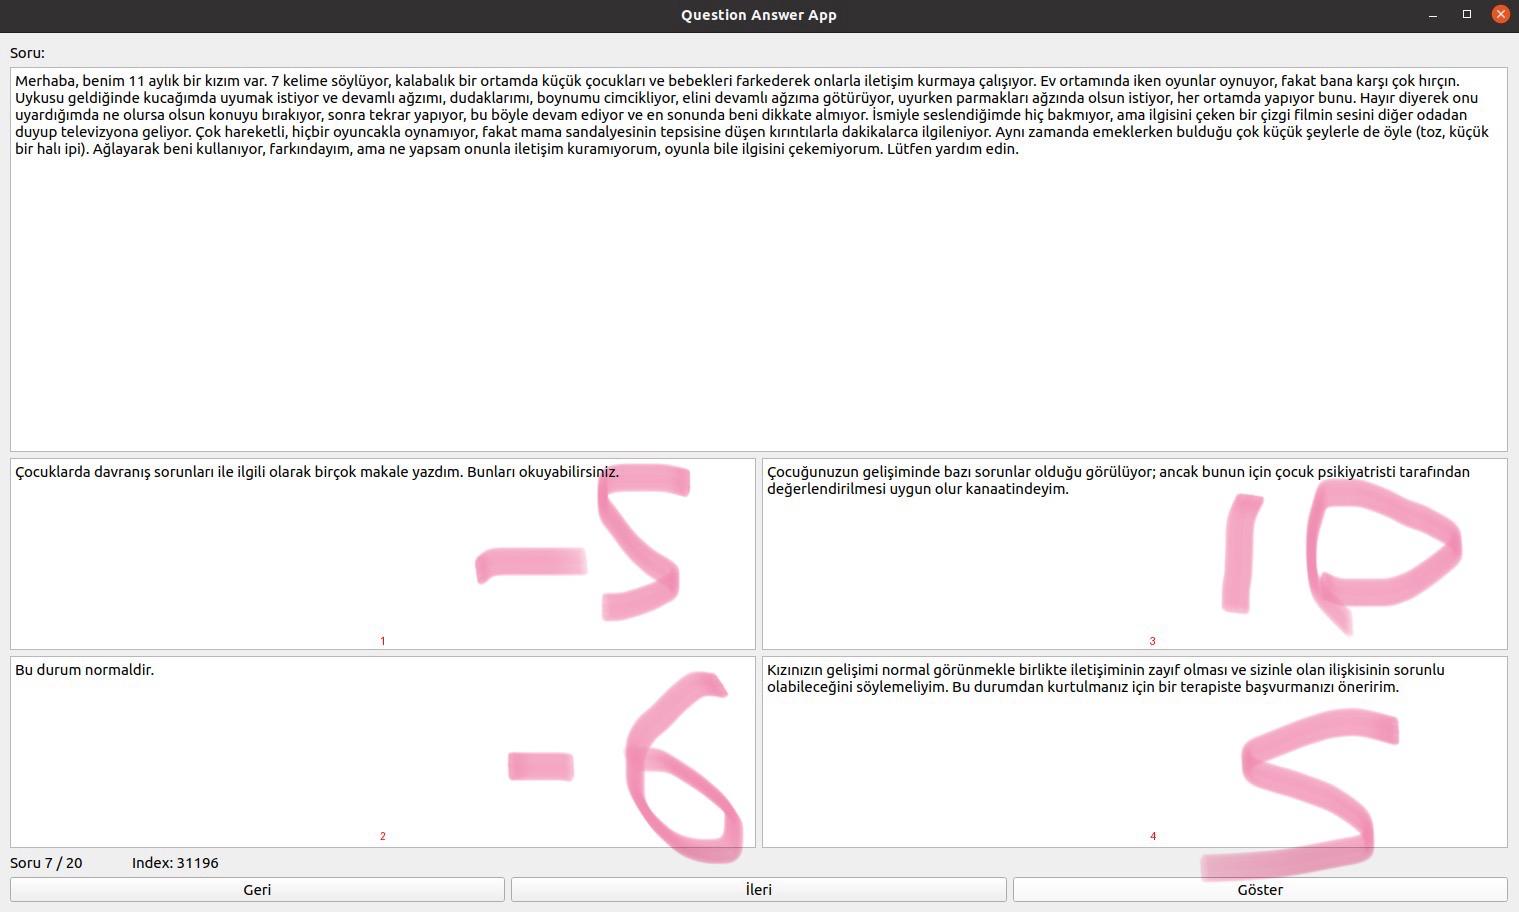 Question Answer App
Soru:
Merhaba, benim 11 aylık bir kızım var. 7 kelime söylüyor, kalabalık bir ortamda küçük çocukları ve bebekleri farkederek onlarla iletişim kurmaya çalışıyor. Ev ortamında iken oyunlar oynuyor, fakat bana karşı çok hırçın.
Uykusu geldiğinde kucağımda uyumak istiyor ve devamlı ağzımı, dudaklarımı, boynumu cimcikliyor, elini devamlı ağzıma götürüyor, uyurken parmakları ağzında olsun istiyor, her ortamda yapıyor bunu. Hayır diyerek onu
uyardığımda ne olursa olsun konuyu bırakıyor, sonra tekrar yapıyor, bu böyle devam ediyor ve en sonunda beni dikkate almıyor. İsmiyle seslendiğimde hiç bakmıyor, ama ilgisini çeken bir çizgi filmin sesini diğer odadan
duyup televizyona geliyor. Çok hareketli, hiçbir oyuncakla oynamıyor, fakat mama sandalyesinin tepsisine düşen kırıntılarla dakikalarca ilgileniyor. Aynı zamanda emeklerken bulduğu çok küçük şeylerle de öyle (toz, küçük
bir halı ipi). Ağlayarak beni kullanıyor, farkındayım, ama ne yapsam onunla iletişim kuramıyorum, oyunla bile ilgisini çekemiyorum. Lütfen yardım edin.
Çocuklarda davranış sorunları ile ilgili olarak birçok makale yazdım. Bunları okuyabilirsiniz.
-5
1
Çocuğunuzun gelişiminde bazı sorunlar olduğu görülüyor; ancak bunun için çocuk psikiyatristi tarafından
değerlendirilmesi uygun olur kanaatindeyim.
10
3
Bu durum normaldir.
-6
2
Kızınızın gelişimi normal görünmekle birlikte iletişiminin zayıf olması ve sizinle olan ilişkisinin sorunlu
olabileceğini söylemeliyim. Bu durumdan kurtulmanız için bir terapiste başvurmanızı öneririm.
5
4
Soru 7 / 20 Index: 31196
Geri İleri Göster